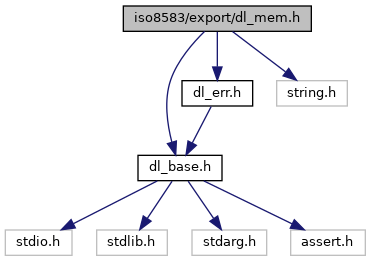 iso8583/export/dl_mem.h
dl_err.h
string.h
dl_base.h
stdio.h
stdlib.h
stdarg.h
assert.h